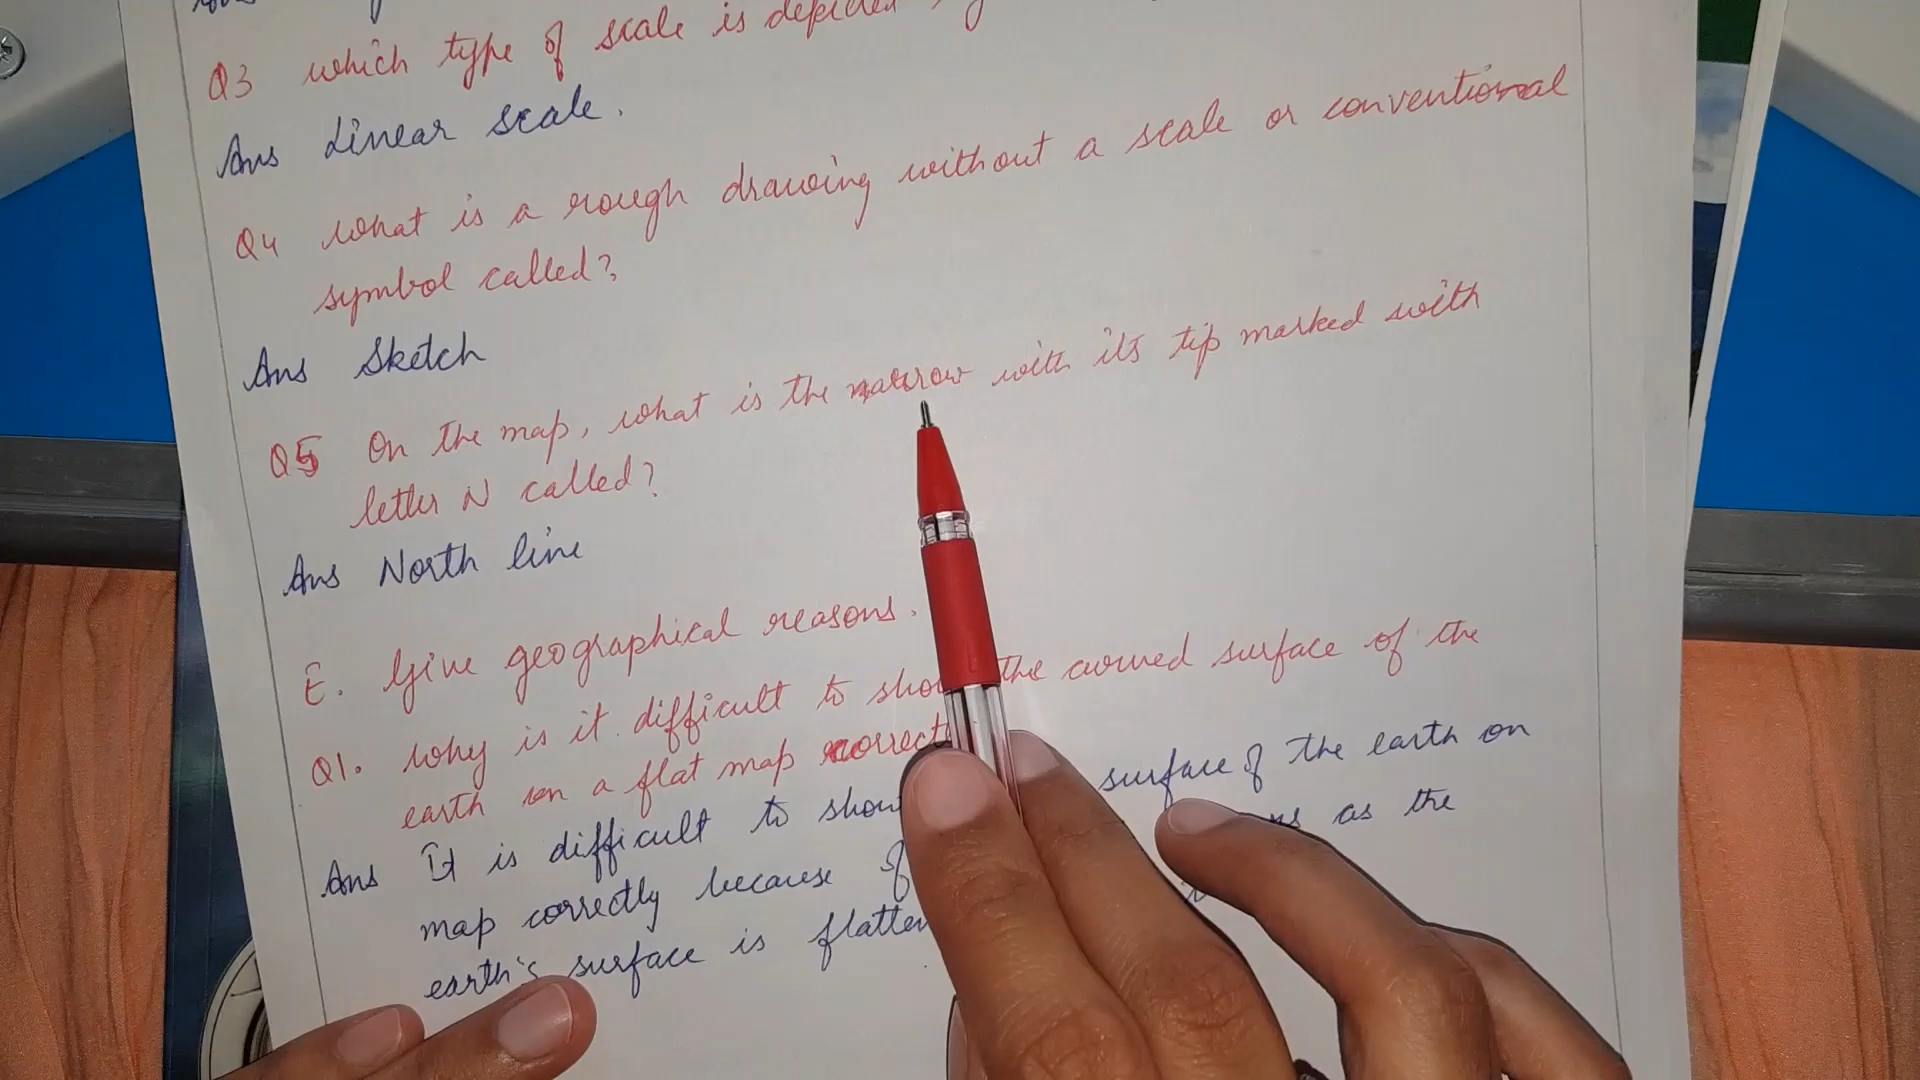 Q3 which type of scale is depicted
Ans Linear scale.
Q4 what is a rough drawing without a scale or conventional
symbol called?
Ans Sketch
Q5 On the map, what is the narrow with its tip marked with
letter N called?
Ans North line
E. Give geographical reasons.
Q1. why is it difficult to show the curved surface of the
earth on a flat map correct
Ans It is difficult to show surface of the earth on
map correctly because of as the
earth's surface is flatten